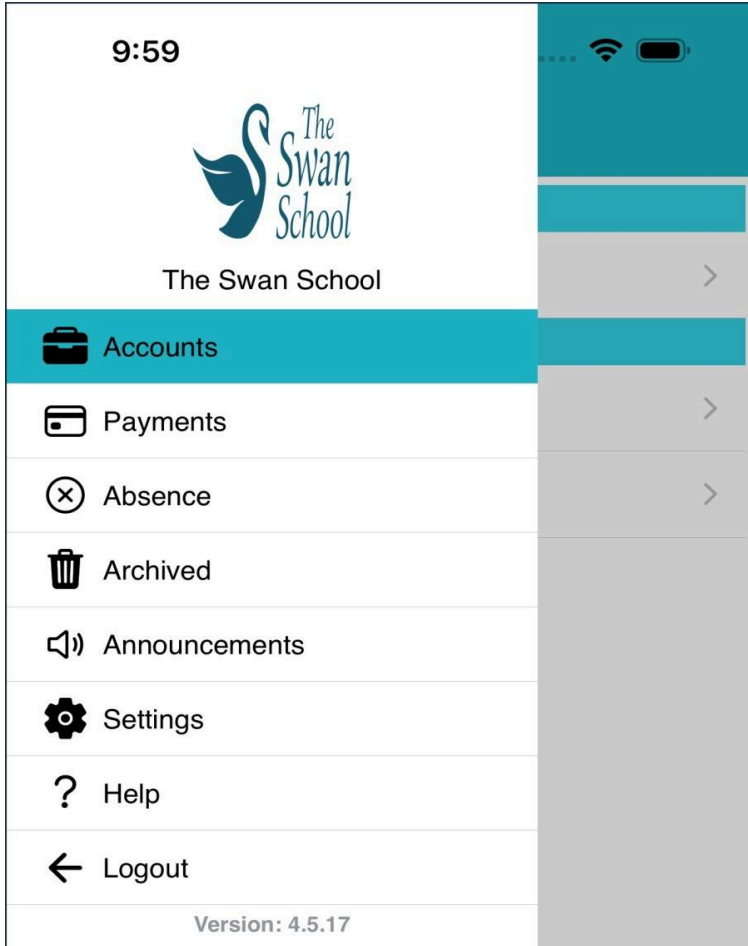 9:59
The
Swan
School
The Swan School
Accounts
Payments
Absence
Archived
Announcements
Settings
?
Help
Logout
Version: 4.5.17